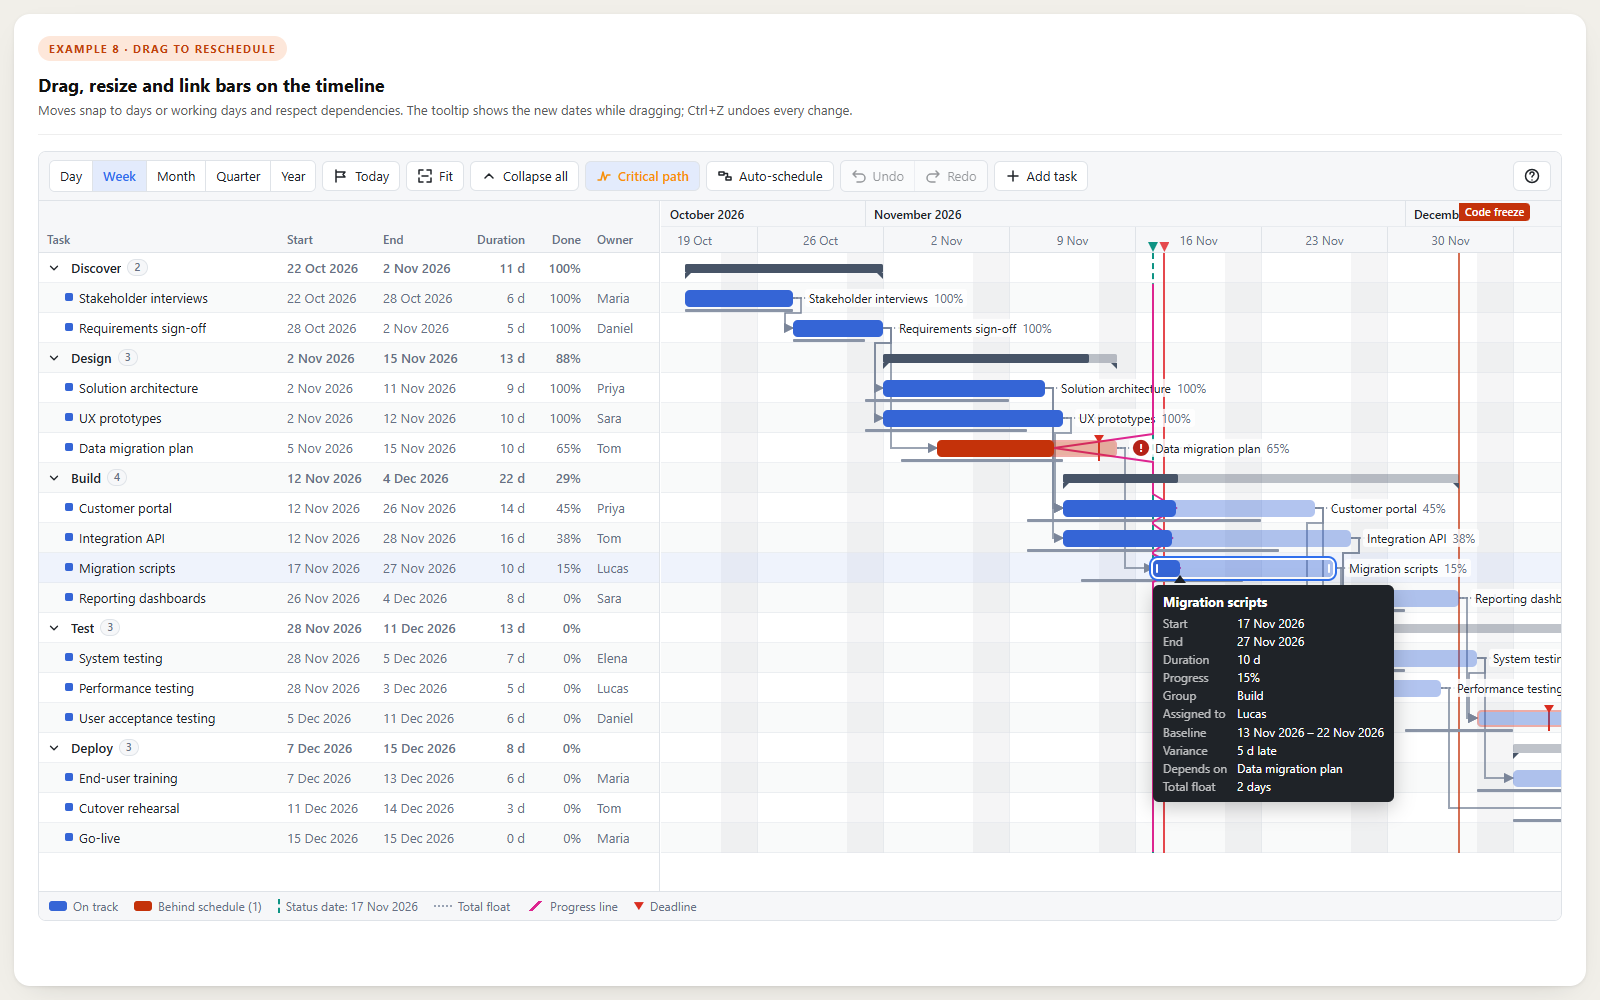 EXAMPLE 8 · DRAG TO RESCHEDULE
Drag, resize and link bars on the timeline
Moves snap to days or working days and respect dependencies. The tooltip shows the new dates while dragging; Ctrl+Z undoes every change.
Day Week Month Quarter Year Today Fit Collapse all Critical path Auto-schedule Undo Redo Add task
October 2026 November 2026 Decemb Code freeze
Task Start End Duration Done Owner 19 Oct 26 Oct 2 Nov 9 Nov 16 Nov 23 Nov 30 Nov
Discover 2 22 Oct 2026 2 Nov 2026 11 d 100%
Stakeholder interviews 22 Oct 2026 28 Oct 2026 6 d 100% Maria Stakeholder interviews 100%
Requirements sign-off 28 Oct 2026 2 Nov 2026 5 d 100% Daniel Requirements sign-off 100%
Design 3 2 Nov 2026 15 Nov 2026 13 d 88%
Solution architecture 2 Nov 2026 11 Nov 2026 9 d 100% Priya Solution architecture 100%
UX prototypes 2 Nov 2026 12 Nov 2026 10 d 100% Sara UX prototypes 100%
Data migration plan 5 Nov 2026 15 Nov 2026 10 d 65% Tom Data migration plan 65%
Build 4 12 Nov 2026 4 Dec 2026 22 d 29%
Customer portal 12 Nov 2026 26 Nov 2026 14 d 45% Priya Customer portal 45%
Integration API 12 Nov 2026 28 Nov 2026 16 d 38% Tom Integration API 38%
Migration scripts 17 Nov 2026 27 Nov 2026 10 d 15% Lucas Migration scripts 15%
Reporting dashboards 26 Nov 2026 4 Dec 2026 8 d 0% Sara Reporting dashb
Test 3 28 Nov 2026 11 Dec 2026 13 d 0%
System testing 28 Nov 2026 5 Dec 2026 7 d 0% Elena System testin
Performance testing 28 Nov 2026 3 Dec 2026 5 d 0% Lucas Performance testing
User acceptance testing 5 Dec 2026 11 Dec 2026 6 d 0% Daniel
Deploy 3 7 Dec 2026 15 Dec 2026 8 d 0%
End-user training 7 Dec 2026 13 Dec 2026 6 d 0% Maria
Cutover rehearsal 11 Dec 2026 14 Dec 2026 3 d 0% Tom
Go-live 15 Dec 2026 15 Dec 2026 0 d 0% Maria
Migration scripts
Start 17 Nov 2026
End 27 Nov 2026
Duration 10 d
Progress 15%
Group Build
Assigned to Lucas
Baseline 13 Nov 2026 – 22 Nov 2026
Variance 5 d late
Depends on Data migration plan
Total float 2 days
On track Behind schedule (1) Status date: 17 Nov 2026 Total float Progress line Deadline